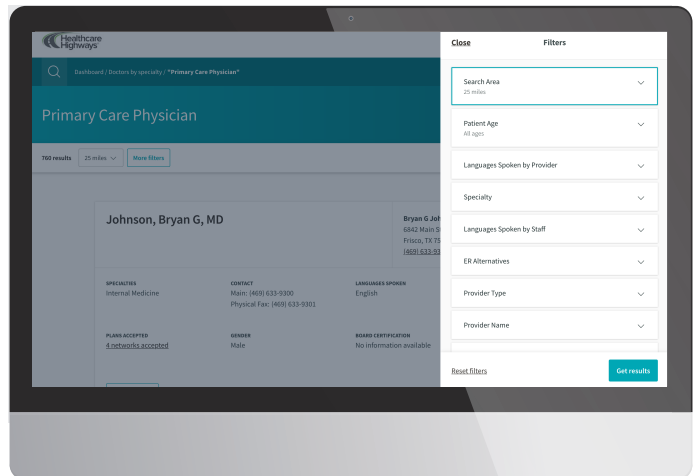 Healthcare
Highways
Close
Filters
Dashboard / Doctors by specialty / "Primary Care Physician"
Primary Care Physician
760 results
25 miles
More filters
Search Area
25 miles
Patient Age
All ages
Languages Spoken by Provider
Specialty
Languages Spoken by Staff
ER Alternatives
Provider Type
Provider Name
Reset filters
Get results
Johnson, Bryan G, MD
Bryan G Joh
6842 Main S
Frisco, TX 75
(469) 633-93
SPECIALTIES
Internal Medicine
CONTACT
Main: (469) 633-9300
Physical Fax: (469) 633-9301
LANGUAGES SPOKEN
English
PLANS ACCEPTED
4 networks accepted
GENDER
Male
BOARD CERTIFICATION
No information available